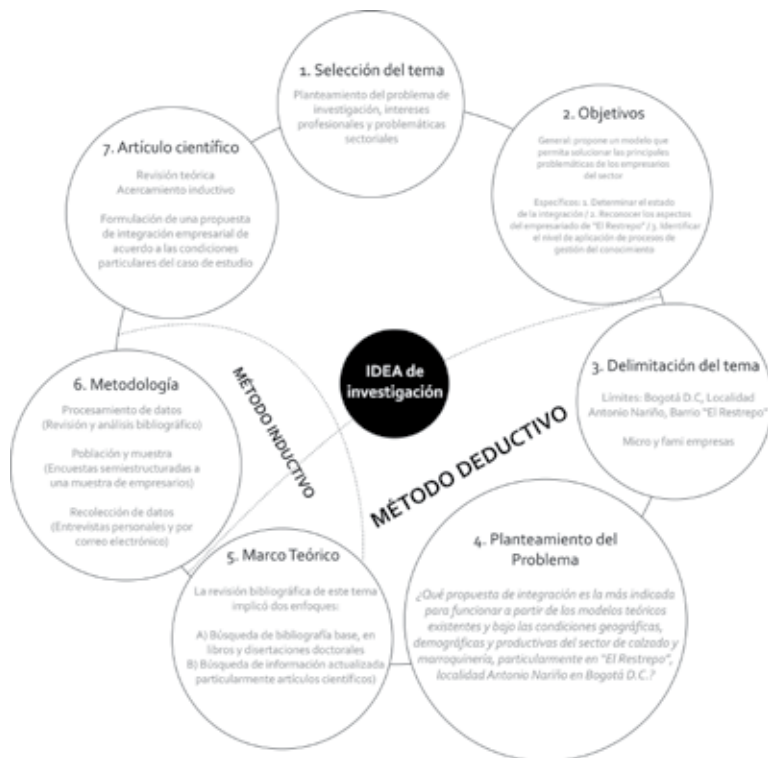 1. Selección del tema
Planteamiento del problema de
investigación, intereses
profesionales y problemáticas
sectoriales
2. Objetivos
General: propone un modelo que
permita solucionar las principales
problemáticas de los empresarios
del sector
Específicos: 1. Determinar el estado
de la integración / 2. Reconocer los aspectos
del empresariado de "El Restrepo" / 3. Identificar
el nivel de aplicación de procesos de
gestión del conocimiento
3. Delimitación del tema
Límites: Bogotá D.C, Localidad
Antonio Nariño, Barrio "El Restrepo"
Micro y fami empresas
4. Planteamiento del
Problema
¿Qué propuesta de integración es la más indicada
para funcionar a partir de los modelos teóricos
existentes y bajo las condiciones geográficas,
demográficas y productivas del sector de calzado y
marroquinería, particularmente en "El Restrepo",
localidad Antonio Nariño en Bogotá D.C.?
5. Marco Teórico
La revisión bibliográfica de este tema
implicó dos enfoques:
A) Búsqueda de bibliografía base, en
libros y disertaciones doctorales
B) Búsqueda de información actualizada
particularmente artículos científicos)
6. Metodología
Procesamiento de datos
(Revisión y análisis bibliográfico)
Población y muestra
(Encuestas semiestructuradas a
una muestra de empresarios)
Recolección de datos
(Entrevistas personales y por
correo electrónico)
7. Artículo científico
Revisión teórica
Acercamiento inductivo
Formulación de una propuesta
de integración empresarial de
acuerdo a las condiciones
particulares del caso de estudio
IDEA de
investigación
MÉTODO INDUCTIVO
MÉTODO DEDUCTIVO